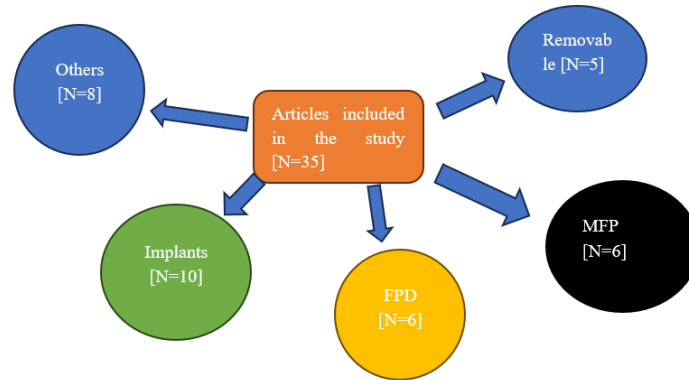 Others
[N=8]
Removab
le [N=5]
Articles included
in the study
[N=35]
Implants
[N=10]
FPD
[N=6]
MFP
[N=6]